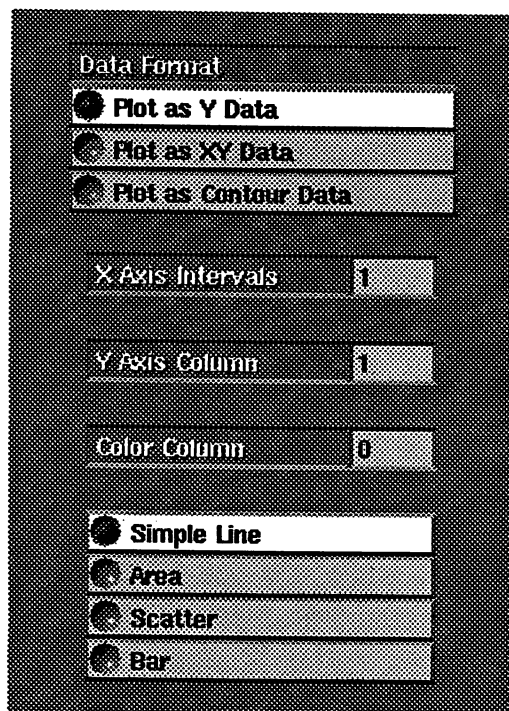 Data Format
Plot as Y Data
Plot as XY Data
Plot as Contour Data
X Axis Intervals 1
Y Axis Column 1
Color Column 0
Simple Line
Area
Scatter
Bar